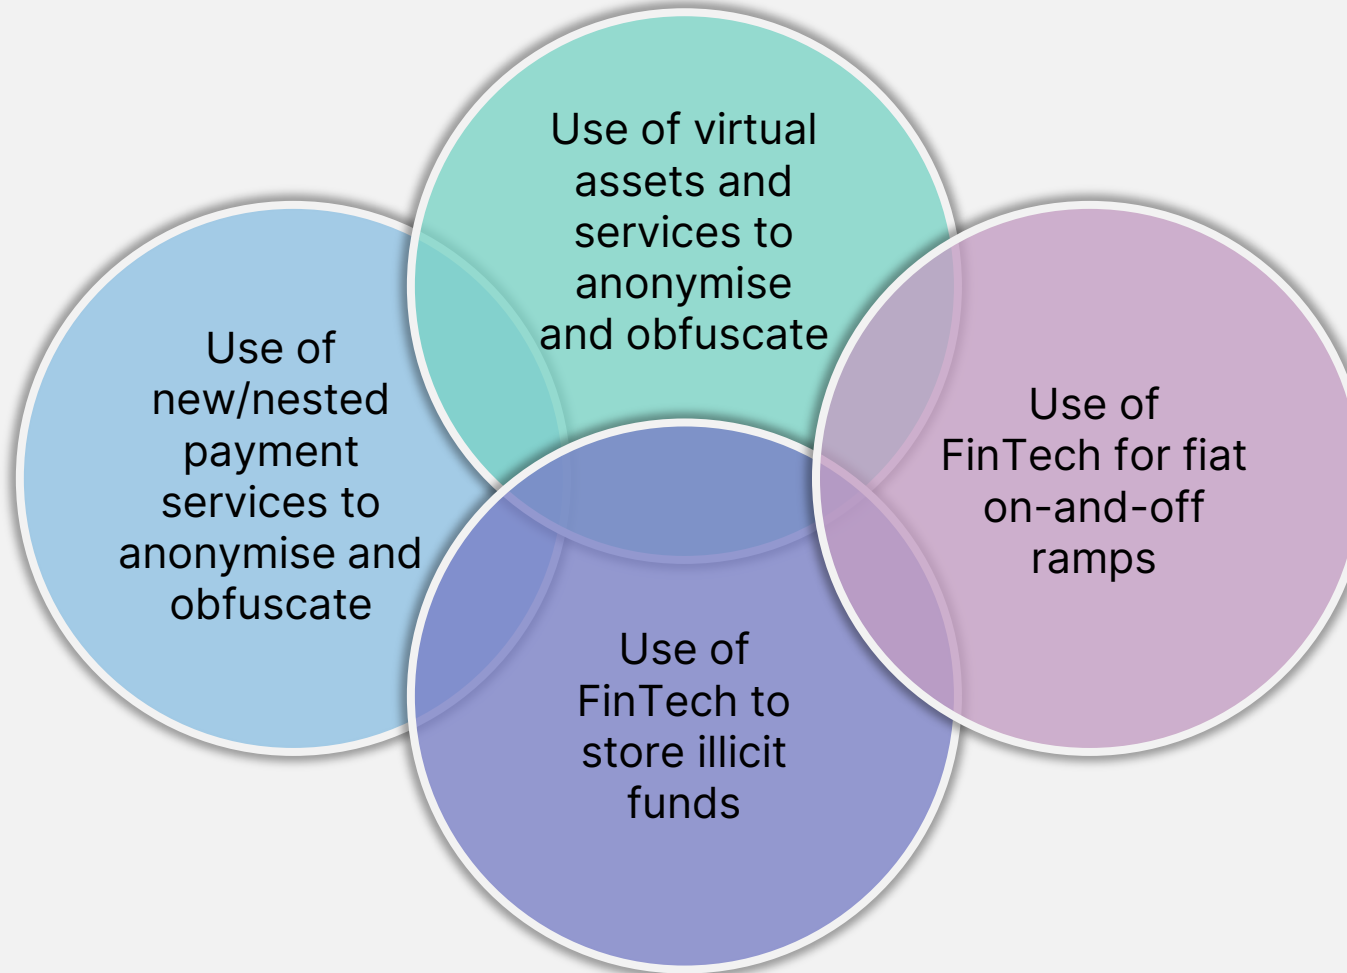 Use of virtual
assets and
services to
anonymise
and obfuscate
Use of
new/nested
payment
services to
anonymise and
obfuscate
Use of
FinTech for fiat
on-and-off
ramps
Use of
FinTech to
store illicit
funds